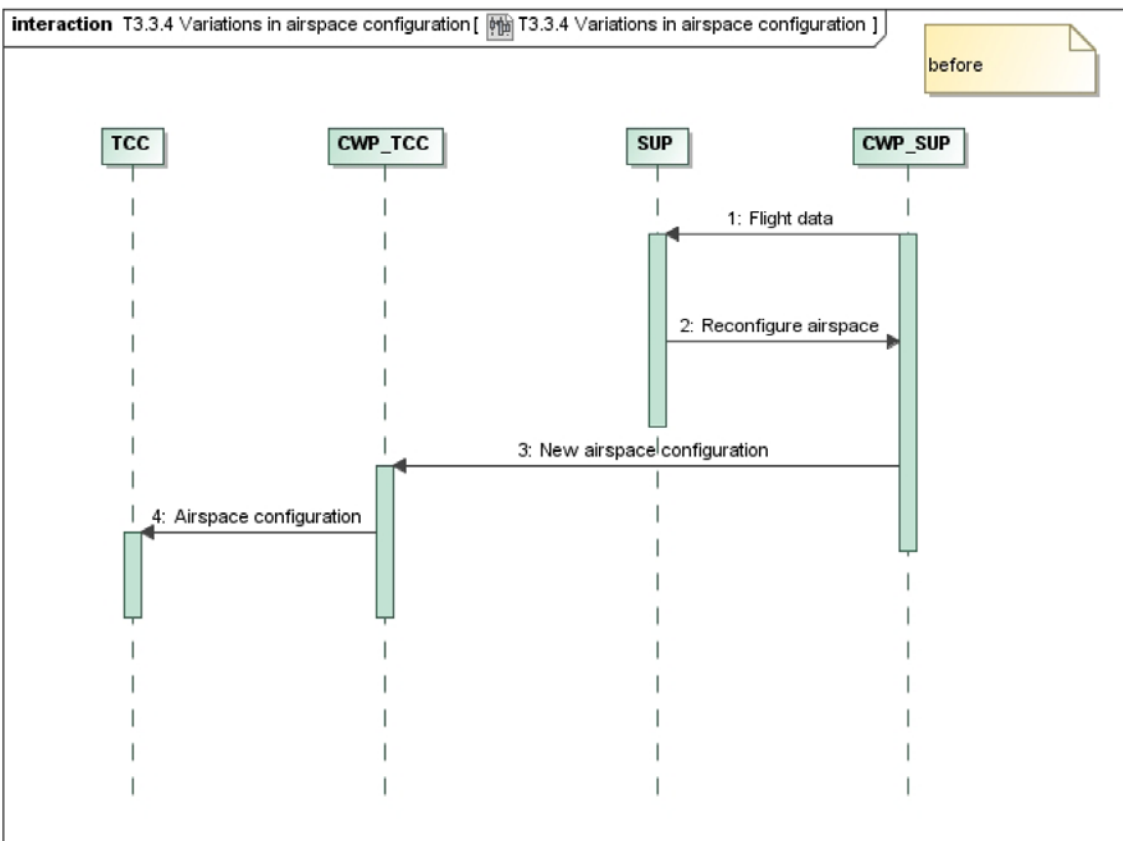 interaction T3.3.4 Variations in airspace configuration [ T3.3.4 Variations in airspace configuration ]
before
TCC
CWP_TCC
SUP
CWP_SUP
1: Flight data
2: Reconfigure airspace
3: New airspace configuration
4: Airspace configuration